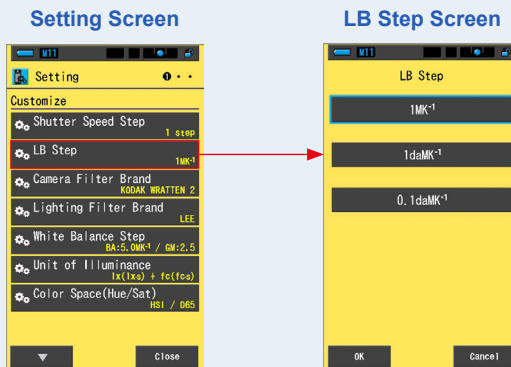 Setting Screen
M11
Setting
❶ • •
Customize
Shutter Speed Step
1 step
LB Step
1MK⁻¹
Camera Filter Brand
KODAK WRATTEN 2
Lighting Filter Brand
LEE
White Balance Step
BA:5.0MK⁻¹ / GM:2.5
Unit of Illuminance
lx(lx·s) + fc(fc·s)
Color Space(Hue/Sat)
HSI / D65
Close
LB Step Screen
M11
LB Step
1MK⁻¹
1daMK⁻¹
0.1daMK⁻¹
OK
Cancel